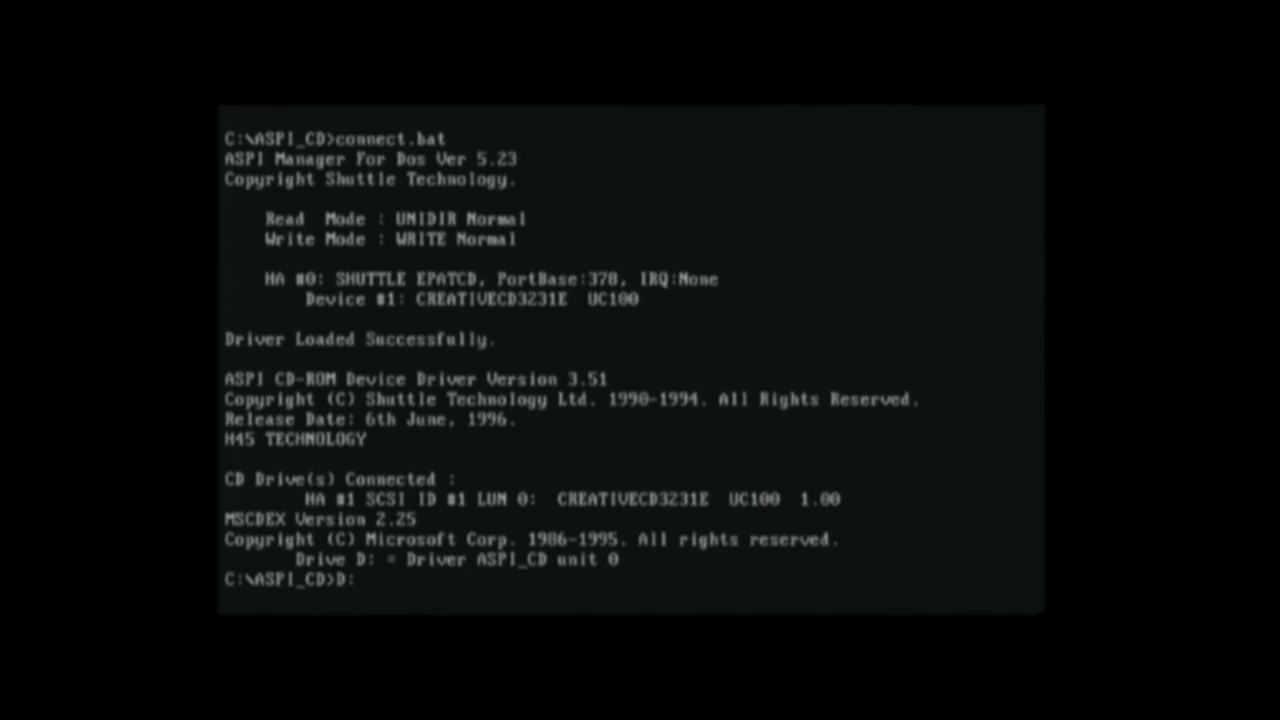 C:\ASPI_CD>connect.bat
ASPI Manager For Dos Ver 5.23
Copyright Shuttle Technology.
Read  Mode : UNIDIR Normal
Write Mode : WRITE Normal
HA #0: SHUTTLE EPATCD, PortBase:378, IRQ:None
Device #1: CREATIVECD3231E  UC100
Driver Loaded Successfully.
ASPI CD-ROM Device Driver Version 3.51
Copyright (C) Shuttle Technology Ltd. 1990-1994. All Rights Reserved.
Release Date: 6th June, 1996.
H45 TECHNOLOGY
CD Drive(s) Connected :
HA #1 SCSI ID #1 LUN 0:  CREATIVECD3231E  UC100  1.00
MSCDEX Version 2.25
Copyright (C) Microsoft Corp. 1986-1995. All rights reserved.
Drive D: = Driver ASPI_CD unit 0
C:\ASPI_CD>D: